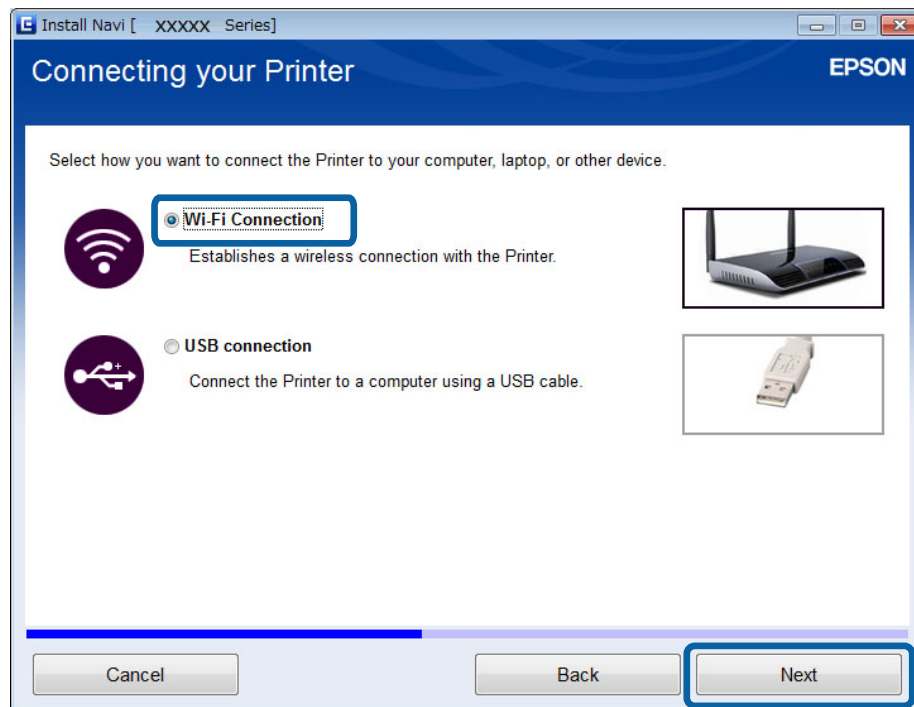 Install Navi [ XXXXX Series]
Connecting your Printer
EPSON
Select how you want to connect the Printer to your computer, laptop, or other device.
Wi-Fi Connection
Establishes a wireless connection with the Printer.
USB connection
Connect the Printer to a computer using a USB cable.
Cancel
Back
Next